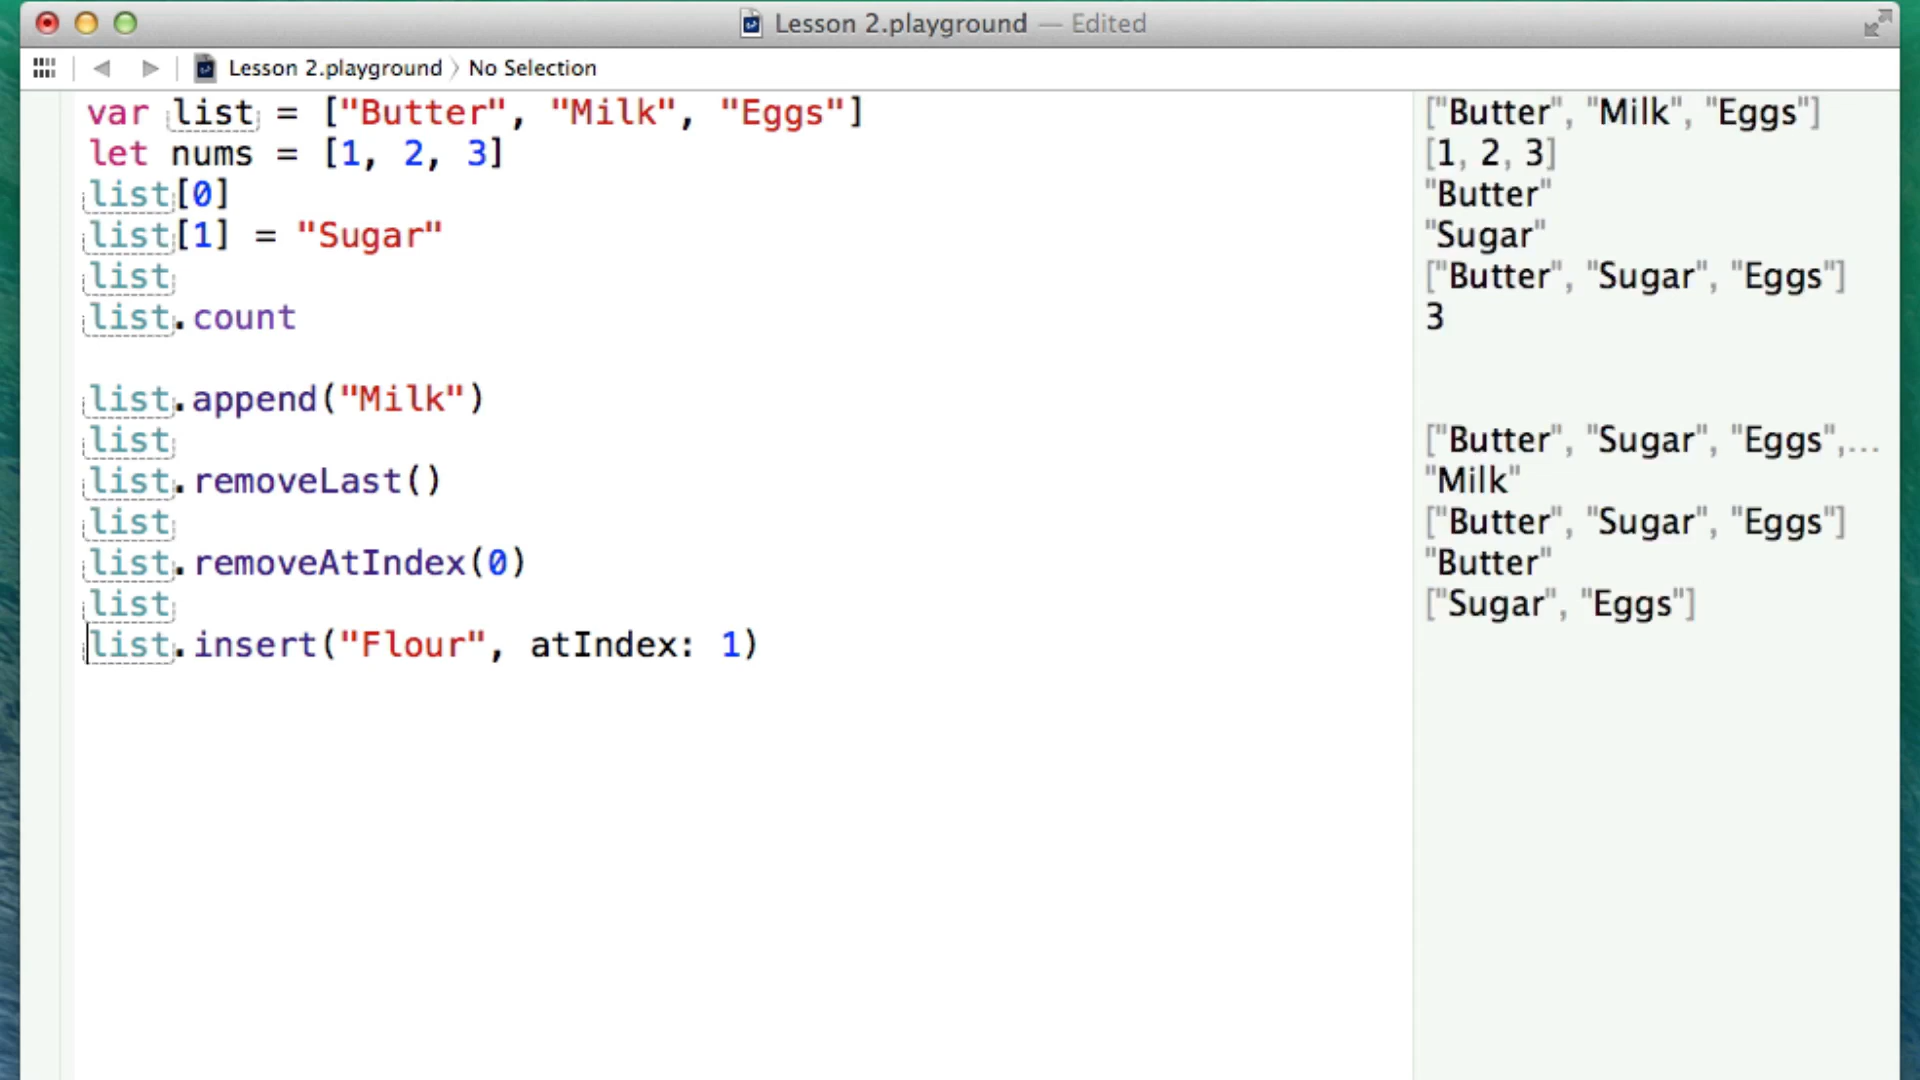 Lesson 2.playground — Edited
Lesson 2.playground 〉 No Selection
var list = ["Butter", "Milk", "Eggs"]
["Butter", "Milk", "Eggs"]
let nums = [1, 2, 3]
[1, 2, 3]
list[0]
"Butter"
list[1] = "Sugar"
"Sugar"
list
["Butter", "Sugar", "Eggs"]
list.count
3
list.append("Milk")
list
["Butter", "Sugar", "Eggs",...
list.removeLast()
"Milk"
list
["Butter", "Sugar", "Eggs"]
list.removeAtIndex(0)
"Butter"
list
["Sugar", "Eggs"]
list.insert("Flour", atIndex: 1)